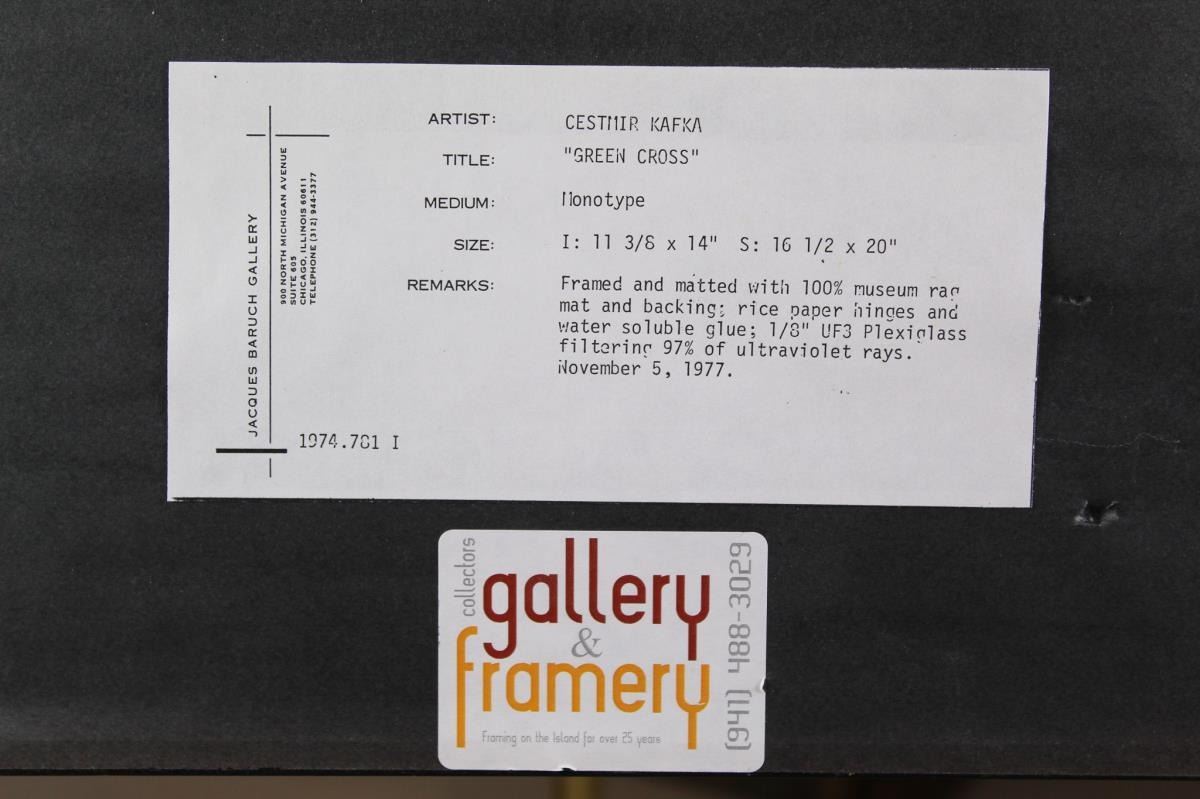 JACQUES BARUCH GALLERY
900 NORTH MICHIGAN AVENUE
SUITE 605
CHICAGO, ILLINOIS 60611
TELEPHONE (312) 944-3377
ARTIST: CESTMIR KAFKA
TITLE: "GREEN CROSS"
MEDIUM: Monotype
SIZE: I: 11 3/8 x 14" S: 16 1/2 x 20"
REMARKS: Framed and matted with 100% museum rag
mat and backing; rice paper hinges and
water soluble glue; 1/8" UF3 Plexiglass
filtering 97% of ultraviolet rays.
November 5, 1977.
1974.781 I
collectors
gallery
&
framery
Framing on the Island for over 25 years
(941) 488-3029